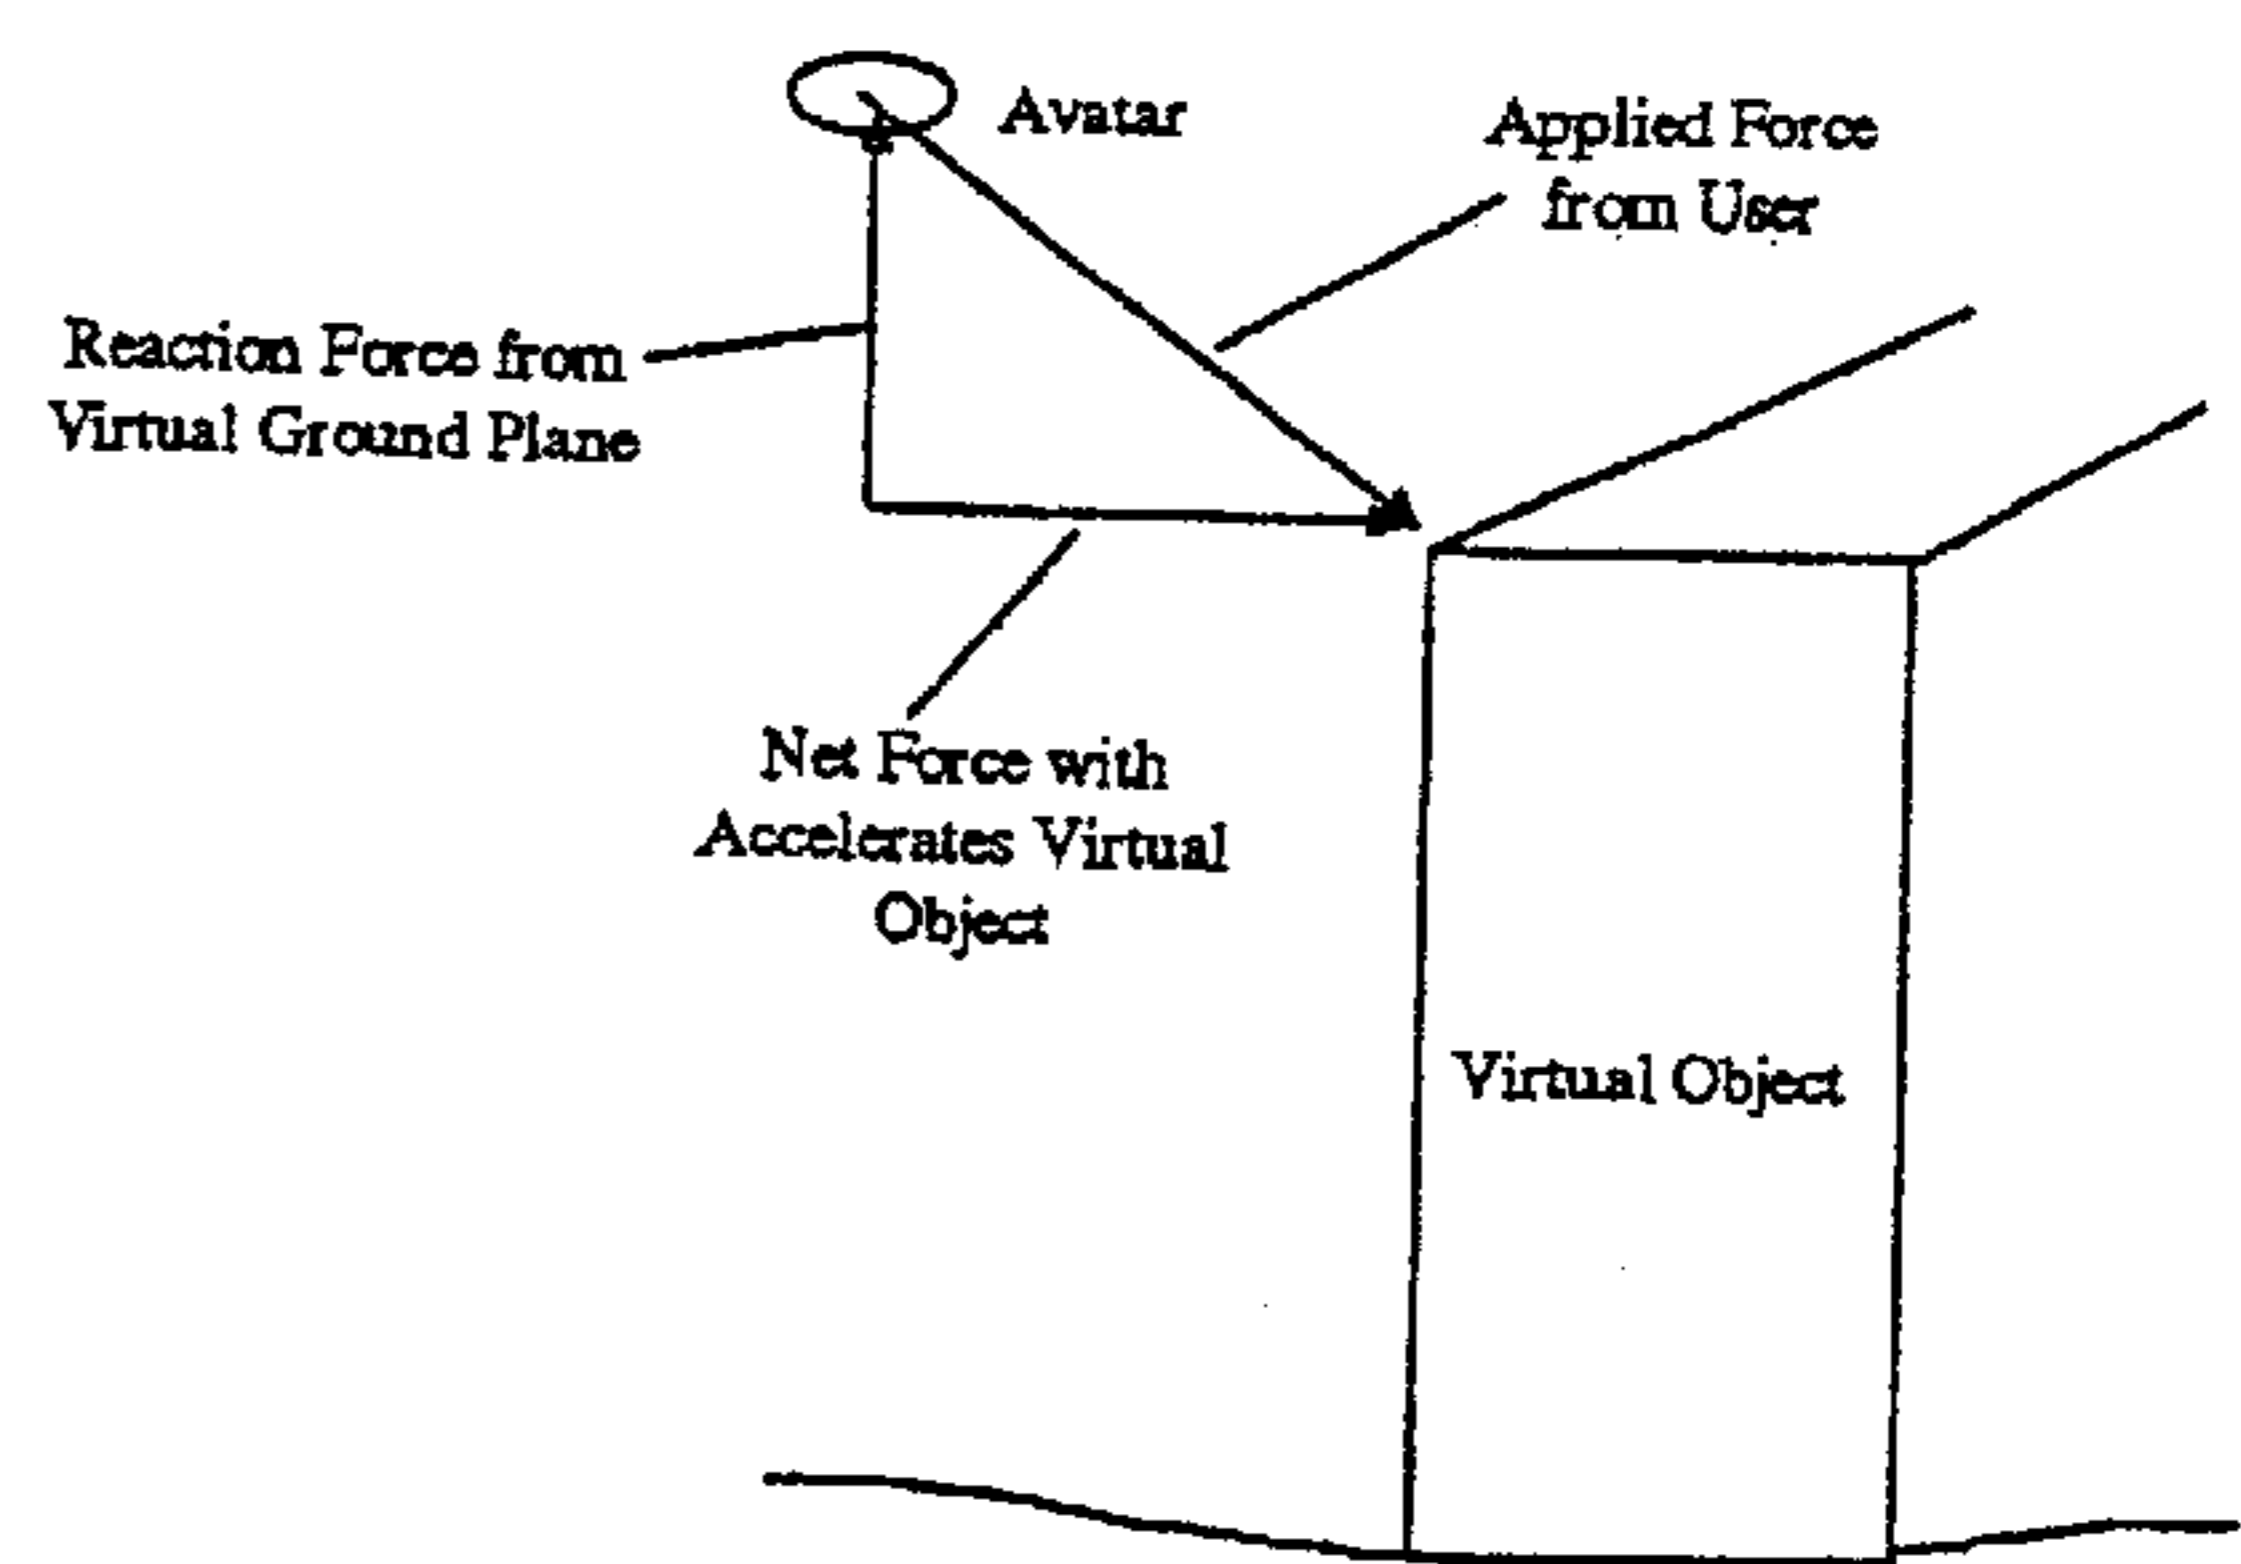 Avatar
Applied Force
from User
Reaction Force from
Virtual Ground Plane
Net Force with
Accelerates Virtual
Object
Virtual Object